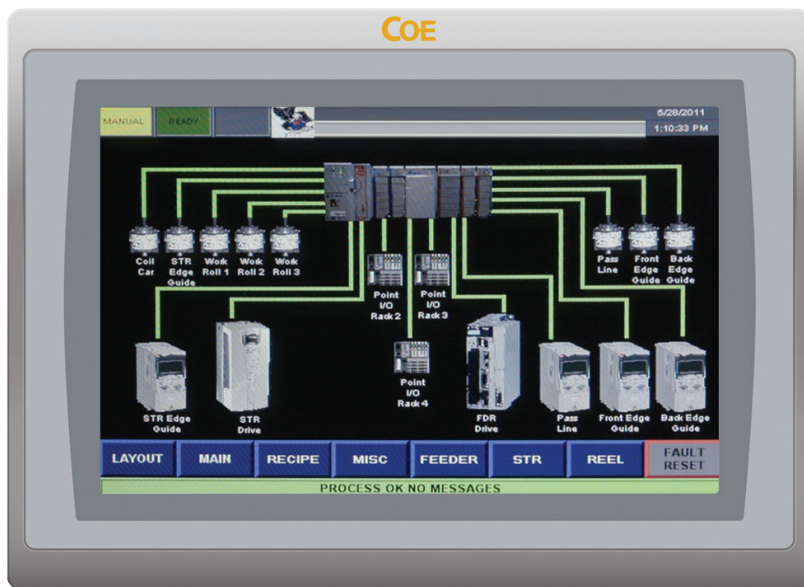 COE
MANUAL
READY
5/28/2011
1:10:33 PM
Coil
Car
STR
Edge
Guide
Work
Roll 1
Work
Roll 2
Work
Roll 3
Pass
Line
Front
Edge
Guide
Back
Edge
Guide
Point
I/O
Rack 2
Point
I/O
Rack 3
Point
I/O
Rack 4
STR Edge
Guide
STR
Drive
FDR
Drive
Pass
Line
Front Edge
Guide
Back Edge
Guide
LAYOUT
MAIN
RECIPE
MISC
FEEDER
STR
REEL
FAULT
RESET
PROCESS OK NO MESSAGES